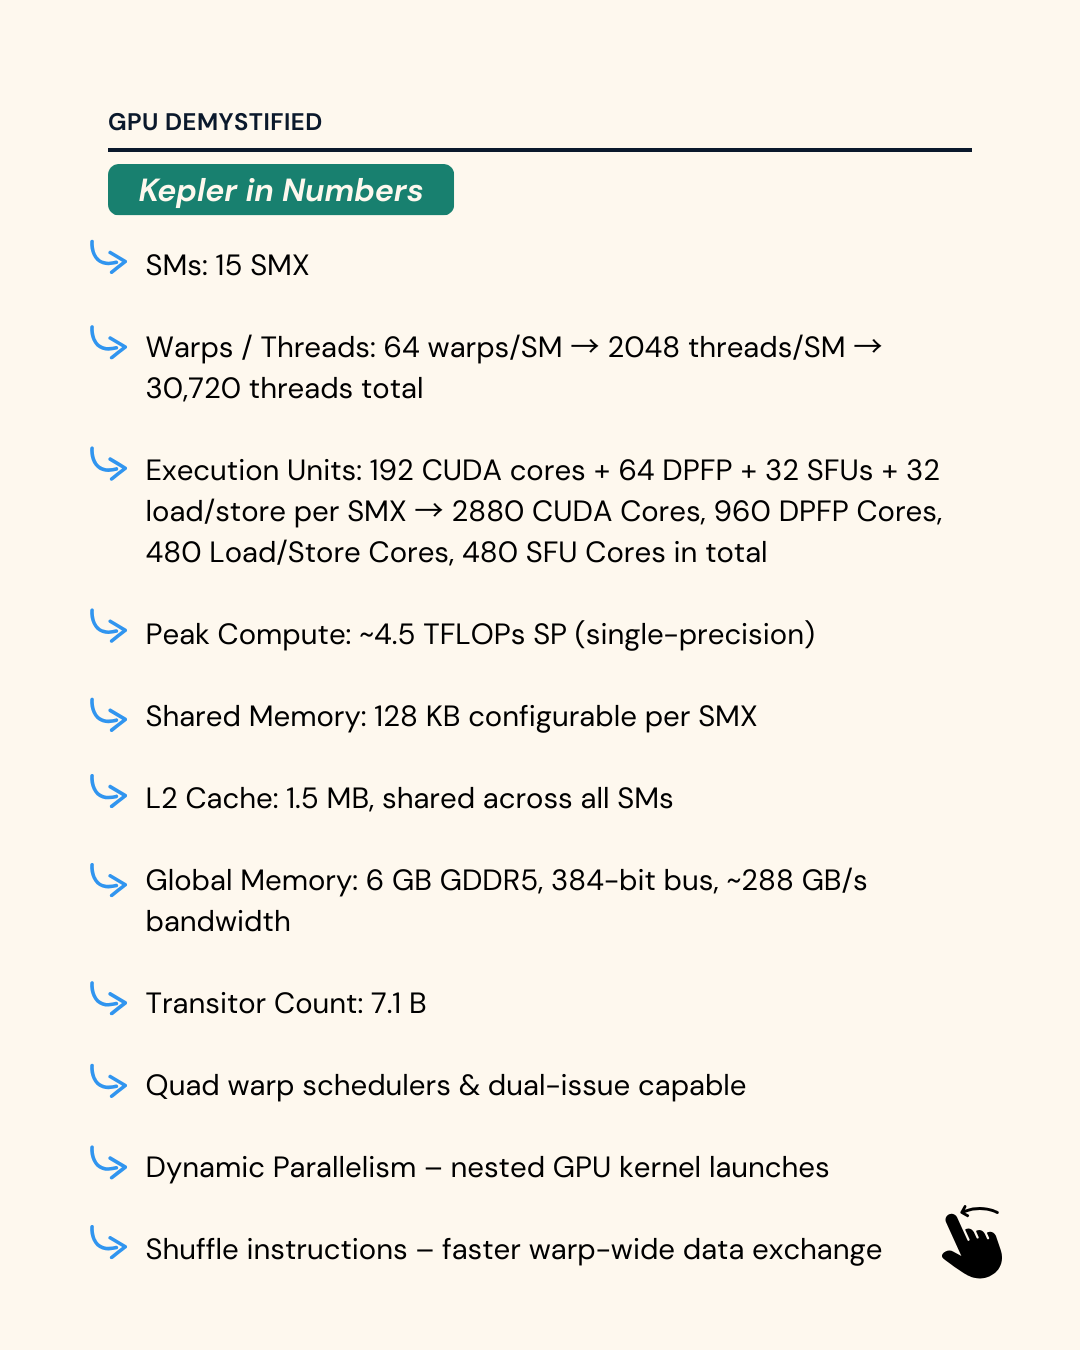 GPU DEMYSTIFIED
Kepler in Numbers
SMs: 15 SMX
Warps / Threads: 64 warps/SM → 2048 threads/SM →
30,720 threads total
Execution Units: 192 CUDA cores + 64 DPFP + 32 SFUs + 32
load/store per SMX → 2880 CUDA Cores, 960 DPFP Cores,
480 Load/Store Cores, 480 SFU Cores in total
Peak Compute: ~4.5 TFLOPs SP (single-precision)
Shared Memory: 128 KB configurable per SMX
L2 Cache: 1.5 MB, shared across all SMs
Global Memory: 6 GB GDDR5, 384-bit bus, ~288 GB/s
bandwidth
Transitor Count: 7.1 B
Quad warp schedulers & dual-issue capable
Dynamic Parallelism – nested GPU kernel launches
Shuffle instructions – faster warp-wide data exchange